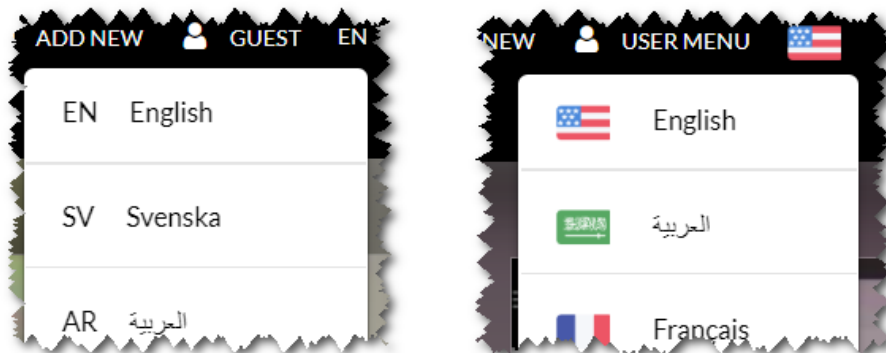 ADD NEW GUEST EN
EN English
SV Svenska
AR العربية
NEW USER MENU
English
العربية
Français